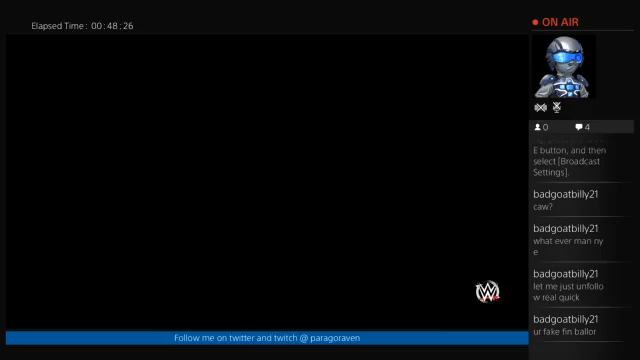 Elapsed Time : 00:48:26
ON AIR
0
4
E button, and then
select [Broadcast
Settings].
badgoatbilly21
caw?
badgoatbilly21
what ever man ny
e
badgoatbilly21
let me just unfollo
w real quick
badgoatbilly21
ur fake fin ballor
W
Follow me on twitter and twitch @ paragoraven